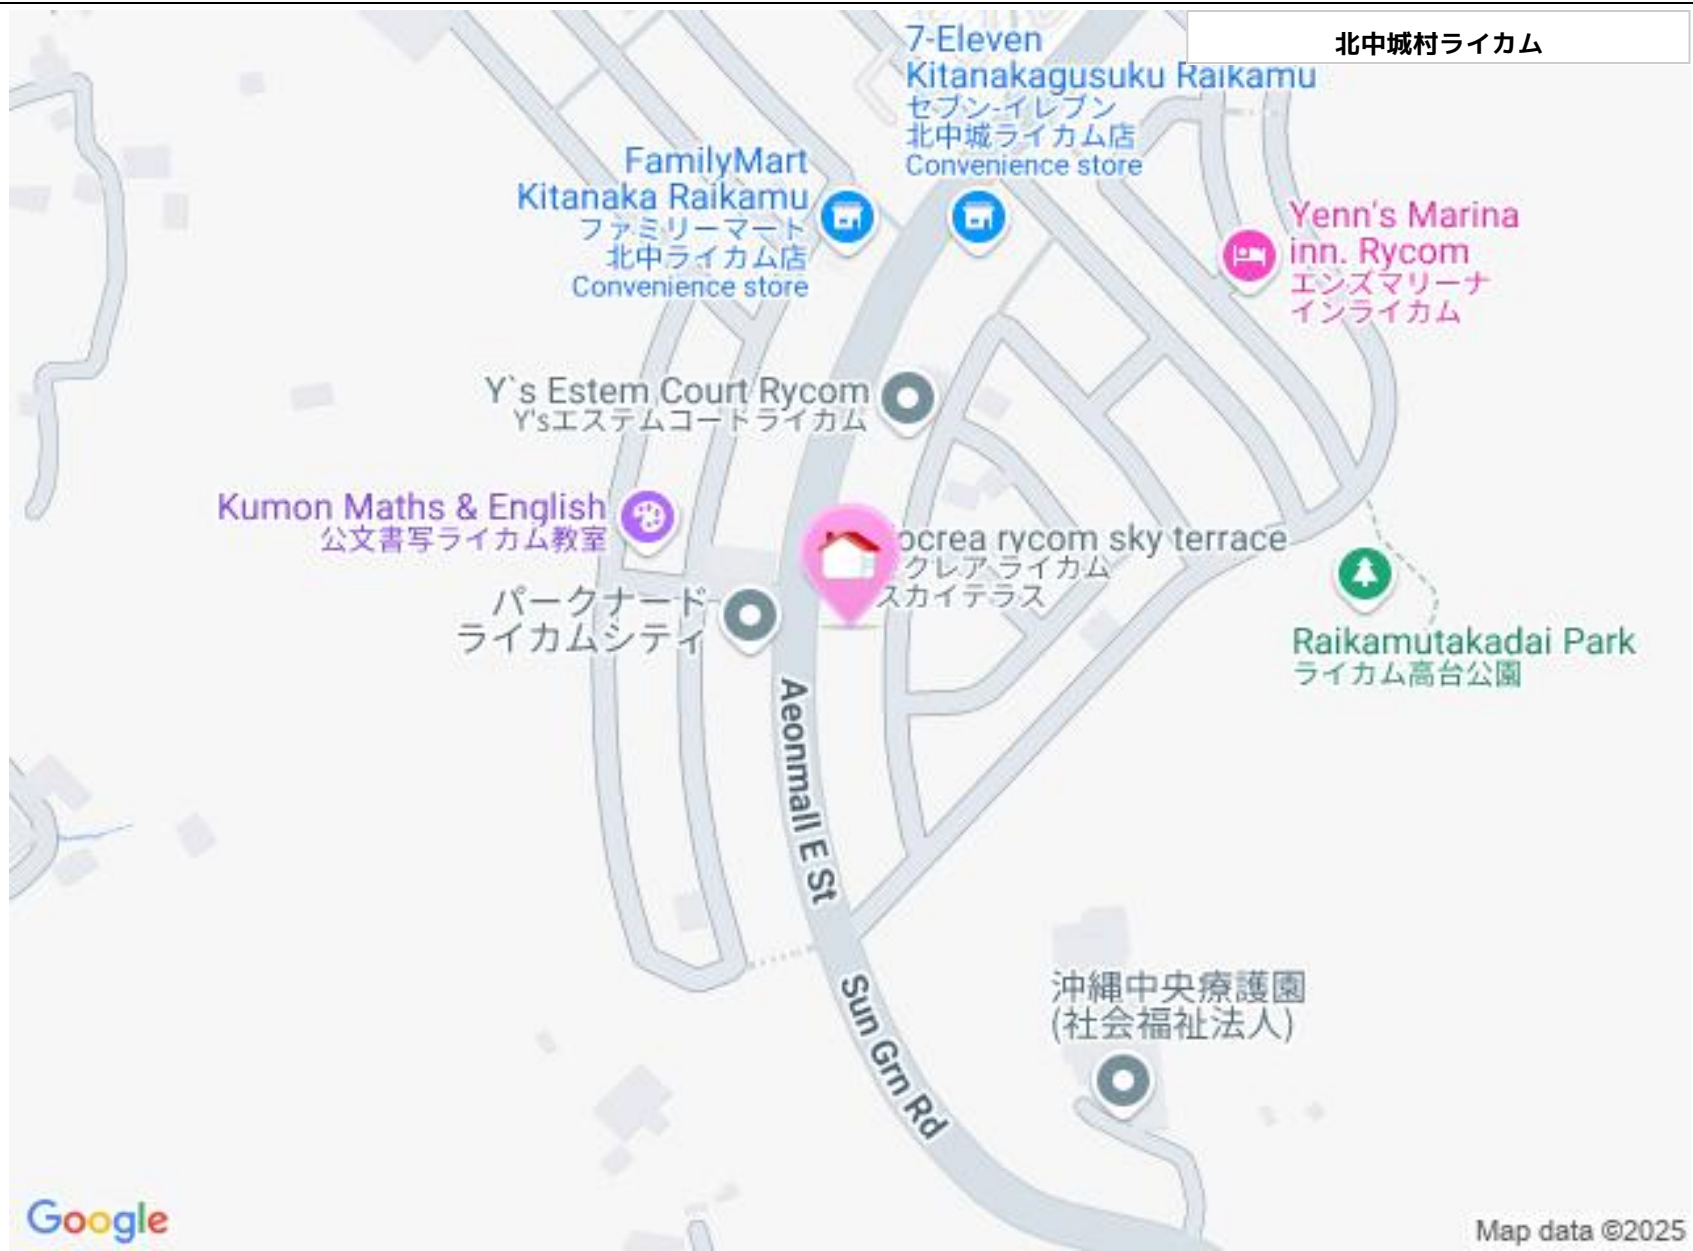 北中城村ライカム
7-Eleven
Kitanakagusuku Raikamu
セブン-イレブン
北中城ライカム店
Convenience store
FamilyMart
Kitanaka Raikamu
ファミリーマート
北中ライカム店
Convenience store
Yenn's Marina
inn. Rycom
エンズマリーナ
インライカム
Y`s Estem Court Rycom
Y'sエステムコートライカム
Kumon Maths & English
公文書写ライカム教室
ocrea rycom sky terrace
クレア ライカム
スカイテラス
パークナード
ライカムシティ
Raikamutakadai Park
ライカム高台公園
Aeonmall E St
Sun Grn Rd
沖縄中央療護園
(社会福祉法人)
Google
Map data ©2025